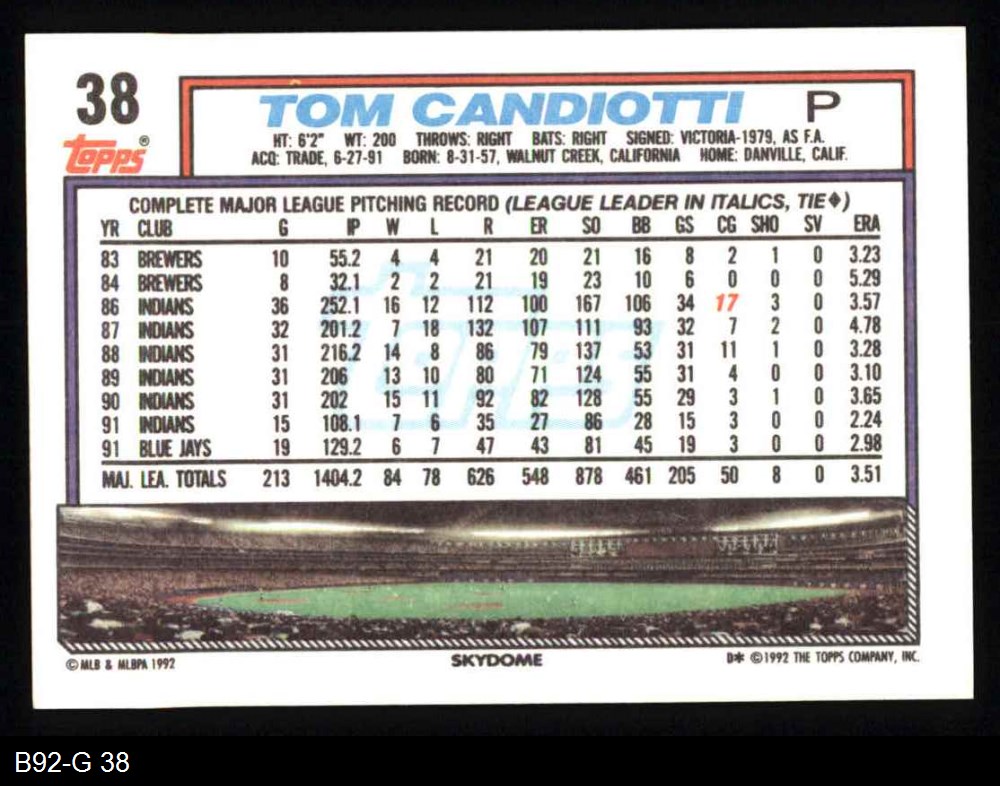 38
Topps®
TOM CANDIOTTI P
HT: 6'2" WT: 200 THROWS: RIGHT BATS: RIGHT SIGNED: VICTORIA-1979, AS F.A.
ACQ: TRADE, 6-27-91 BORN: 8-31-57, WALNUT CREEK, CALIFORNIA HOME: DANVILLE, CALIF.
COMPLETE MAJOR LEAGUE PITCHING RECORD (LEAGUE LEADER IN ITALICS, TIE♦)
YR CLUB G IP W L R ER SO BB GS CG SHO SV ERA
83 BREWERS 10 55.2 4 4 21 20 21 16 8 2 1 0 3.23
84 BREWERS 8 32.1 2 2 21 19 23 10 6 0 0 0 5.29
86 INDIANS 36 252.1 16 12 112 100 167 106 34 17 3 0 3.57
87 INDIANS 32 201.2 7 18 132 107 111 93 32 7 2 0 4.78
88 INDIANS 31 216.2 14 8 86 79 137 53 31 11 1 0 3.28
89 INDIANS 31 206 13 10 80 71 124 55 31 4 0 0 3.10
90 INDIANS 31 202 15 11 92 82 128 55 29 3 1 0 3.65
91 INDIANS 15 108.1 7 6 35 27 86 28 15 3 0 0 2.24
91 BLUE JAYS 19 129.2 6 7 47 43 81 45 19 3 0 0 2.98
MAJ. LEA. TOTALS 213 1404.2 84 78 626 548 878 461 205 50 8 0 3.51
Topps
© MLB & MLBPA 1992 SKYDOME D* ©1992 THE TOPPS COMPANY, INC.
B92-G 38